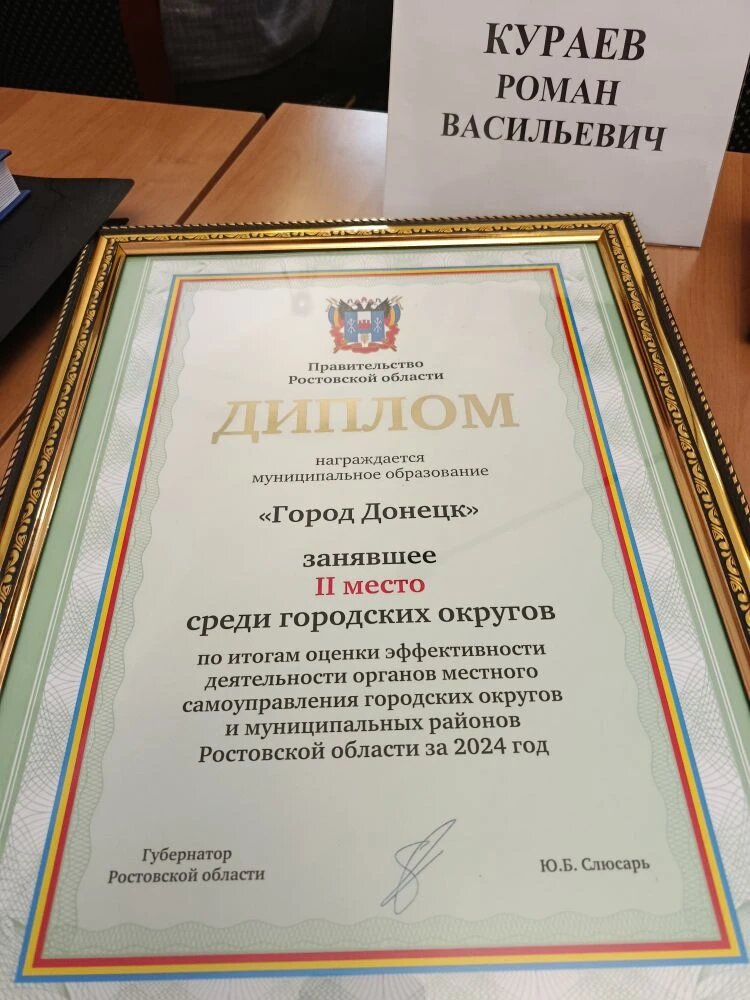 КУРАЕВ
РОМАН
ВАСИЛЬЕВИЧ
Правительство
Ростовской области
ДИПЛОМ
награждается
муниципальное образование
«Город Донецк»
занявшее
II место
среди городских округов
по итогам оценки эффективности
деятельности органов местного
самоуправления городских округов
и муниципальных районов
Ростовской области за 2024 год
Губернатор
Ростовской области
Ю.Б. Слюсарь